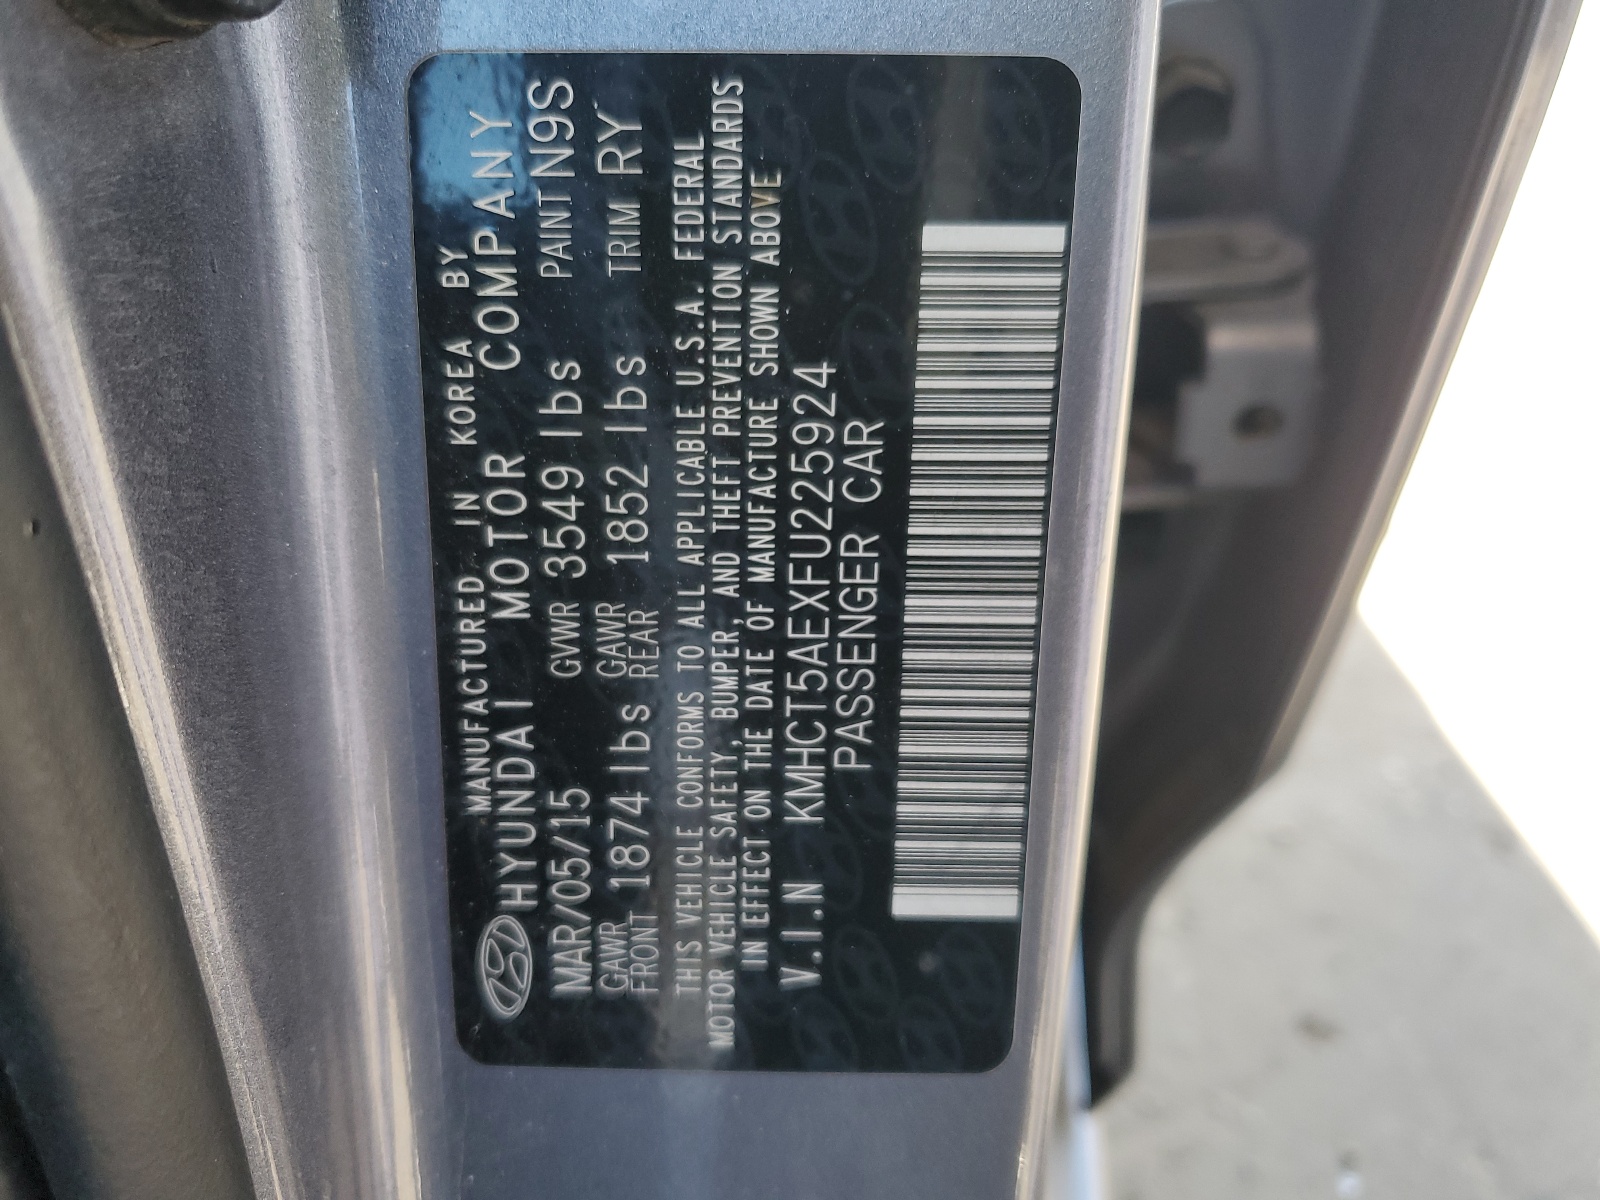 MANUFACTURED IN KOREA BY
HYUNDAI MOTOR COMPANY
MAR/05/15 GVWR 3549 lbs PAINT N9S
GAWR FRONT 1874 lbs GAWR REAR 1852 lbs TRIM RY
THIS VEHICLE CONFORMS TO ALL APPLICABLE U.S.A. FEDERAL
MOTOR VEHICLE SAFETY, BUMPER, AND THEFT PREVENTION STANDARDS
IN EFFECT ON THE DATE OF MANUFACTURE SHOWN ABOVE
V.I.N KMHCT5AEXFU225924
PASSENGER CAR